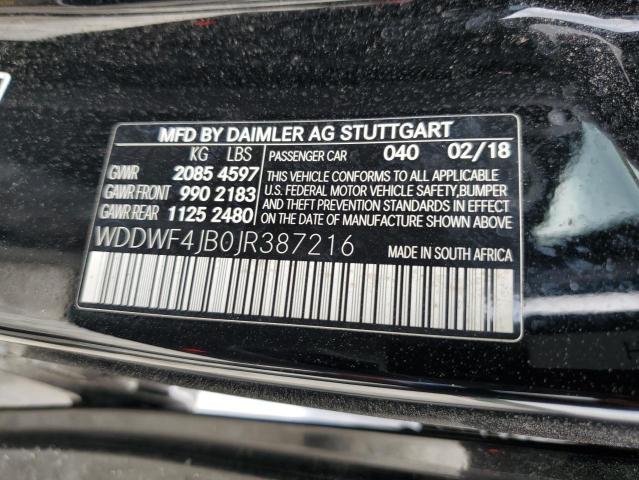 MFD BY DAIMLER AG STUTTGART
KG LBS PASSENGER CAR 040 02/18
GVWR 2085 4597
GAWR FRONT 990 2183
GAWR REAR 1125 2480
THIS VEHICLE CONFORMS TO ALL APPLICABLE
U.S. FEDERAL MOTOR VEHICLE SAFETY, BUMPER
AND THEFT PREVENTION STANDARDS IN EFFECT
ON THE DATE OF MANUFACTURE SHOWN ABOVE.
WDDWF4JB0JR387216 MADE IN SOUTH AFRICA